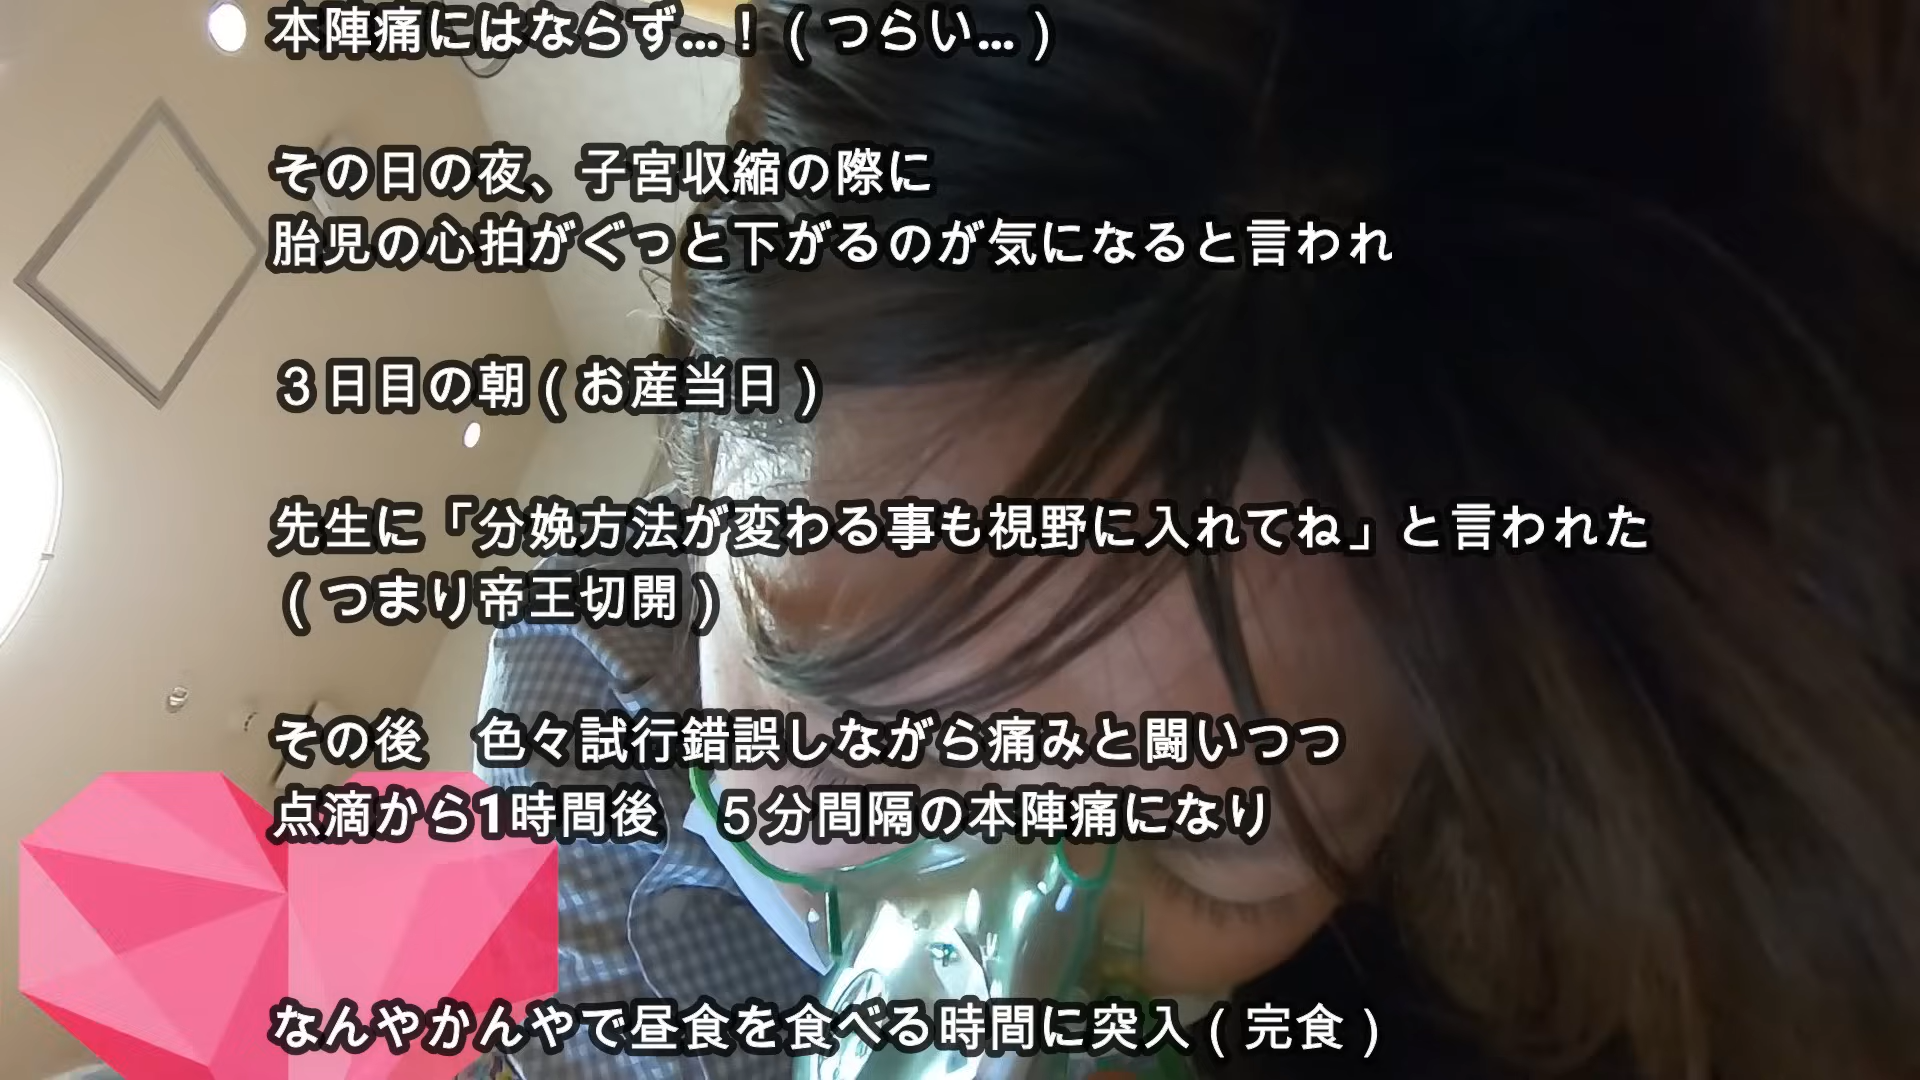 本陣痛にはならず…！（つらい…）
その日の夜、子宮収縮の際に
胎児の心拍がぐっと下がるのが気になると言われ
３日目の朝（お産当日）
先生に「分娩方法が変わる事も視野に入れてね」と言われた
（つまり帝王切開）
その後　色々試行錯誤しながら痛みと闘いつつ
点滴から1時間後　５分間隔の本陣痛になり
なんやかんやで昼食を食べる時間に突入（完食）